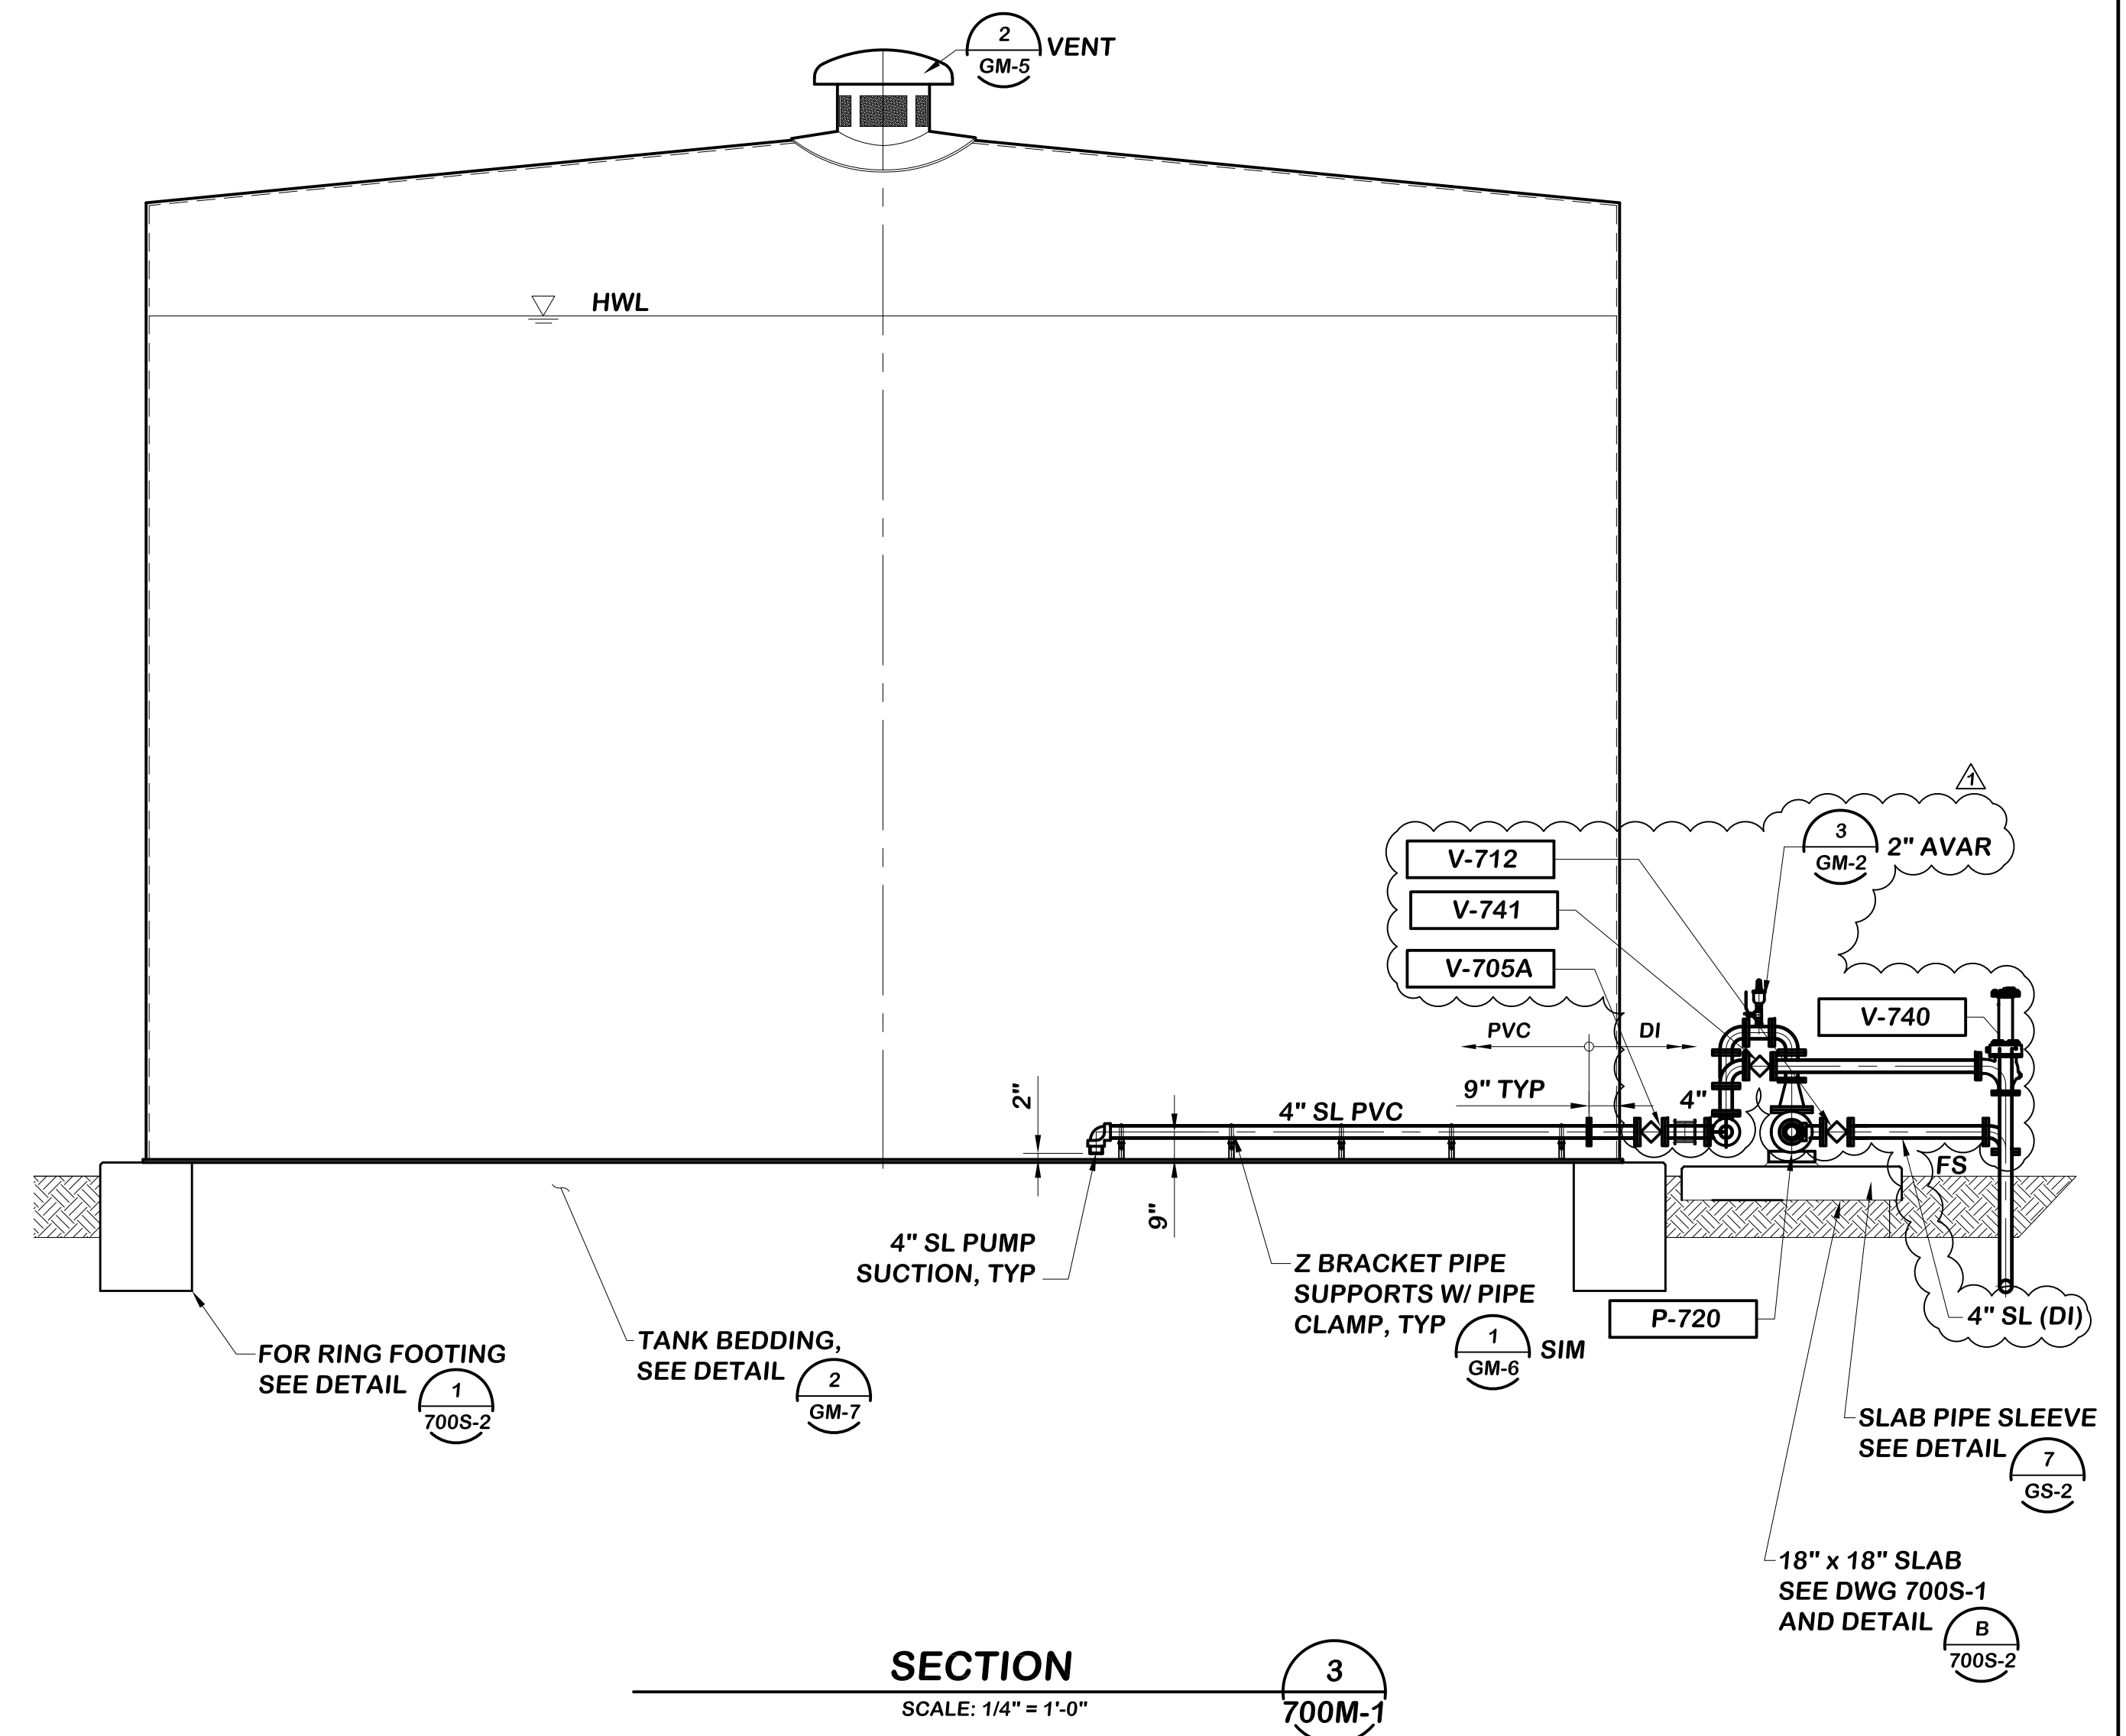 2
GM-5
VENT
HWL
1
3
GM-2
2" AVAR
V-712
V-741
V-705A
V-740
PVC
DI
9" TYP
4"
2"
4" SL PVC
9"
FS
4" SL PUMP
SUCTION, TYP
Z BRACKET PIPE
SUPPORTS W/ PIPE
CLAMP, TYP
1
GM-6
SIM
P-720
4" SL (DI)
FOR RING FOOTING
SEE DETAIL
1
700S-2
TANK BEDDING,
SEE DETAIL
2
GM-7
SLAB PIPE SLEEVE
SEE DETAIL
7
GS-2
18" x 18" SLAB
SEE DWG 700S-1
AND DETAIL
B
700S-2
SECTION
SCALE: 1/4" = 1'-0"
3
700M-1